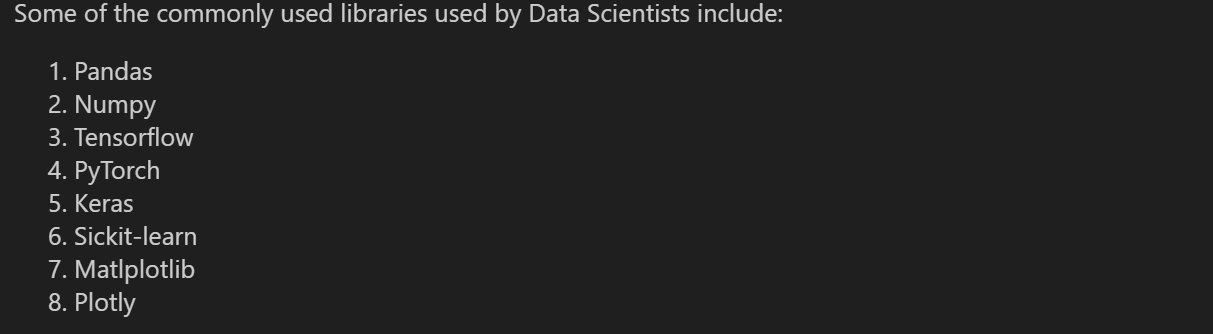 Some of the commonly used libraries used by Data Scientists include:
1. Pandas
2. Numpy
3. Tensorflow
4. PyTorch
5. Keras
6. Sickit-learn
7. Matlplotlib
8. Plotly